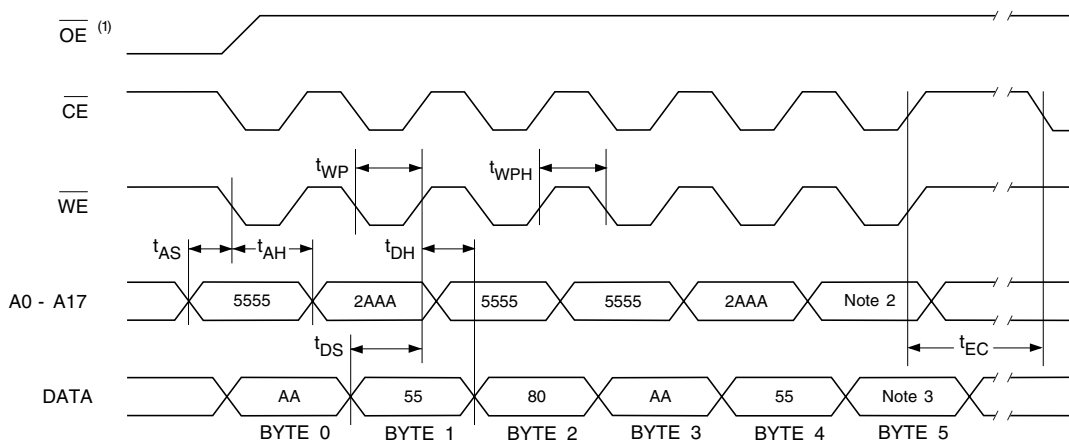 OE (1)
CE
tWP
tWPH
WE
tAS
tAH
tDH
A0 - A17
5555
2AAA
5555
5555
2AAA
Note 2
tDS
tEC
DATA
AA
55
80
AA
55
Note 3
BYTE 0
BYTE 1
BYTE 2
BYTE 3
BYTE 4
BYTE 5